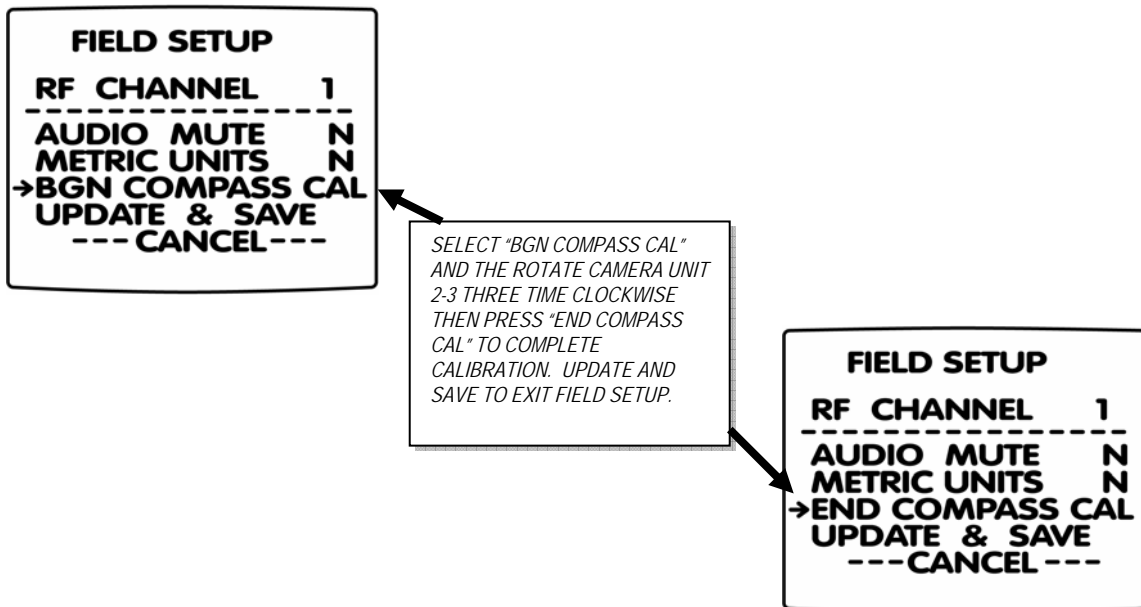 FIELD SETUP
RF CHANNEL 1
----------------
AUDIO MUTE N
METRIC UNITS N
→BGN COMPASS CAL
UPDATE & SAVE
---CANCEL---
SELECT “BGN COMPASS CAL”
AND THE ROTATE CAMERA UNIT
2-3 THREE TIME CLOCKWISE
THEN PRESS “END COMPASS
CAL” TO COMPLETE
CALIBRATION. UPDATE AND
SAVE TO EXIT FIELD SETUP.
FIELD SETUP
RF CHANNEL 1
----------------
AUDIO MUTE N
METRIC UNITS N
→END COMPASS CAL
UPDATE & SAVE
---CANCEL---